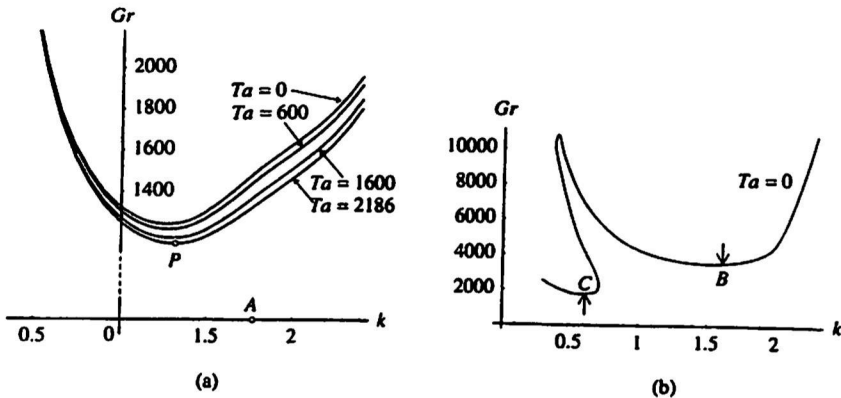 Gr
2000
1800
1600
1400
Ta = 0
Ta = 600
Ta = 1600
Ta = 2186
P
A
0.5
0
1.5
2
k
(a)
Gr
10000
8000
6000
4000
2000
Ta = 0
C
B
0.5
1
1.5
2
k
(b)